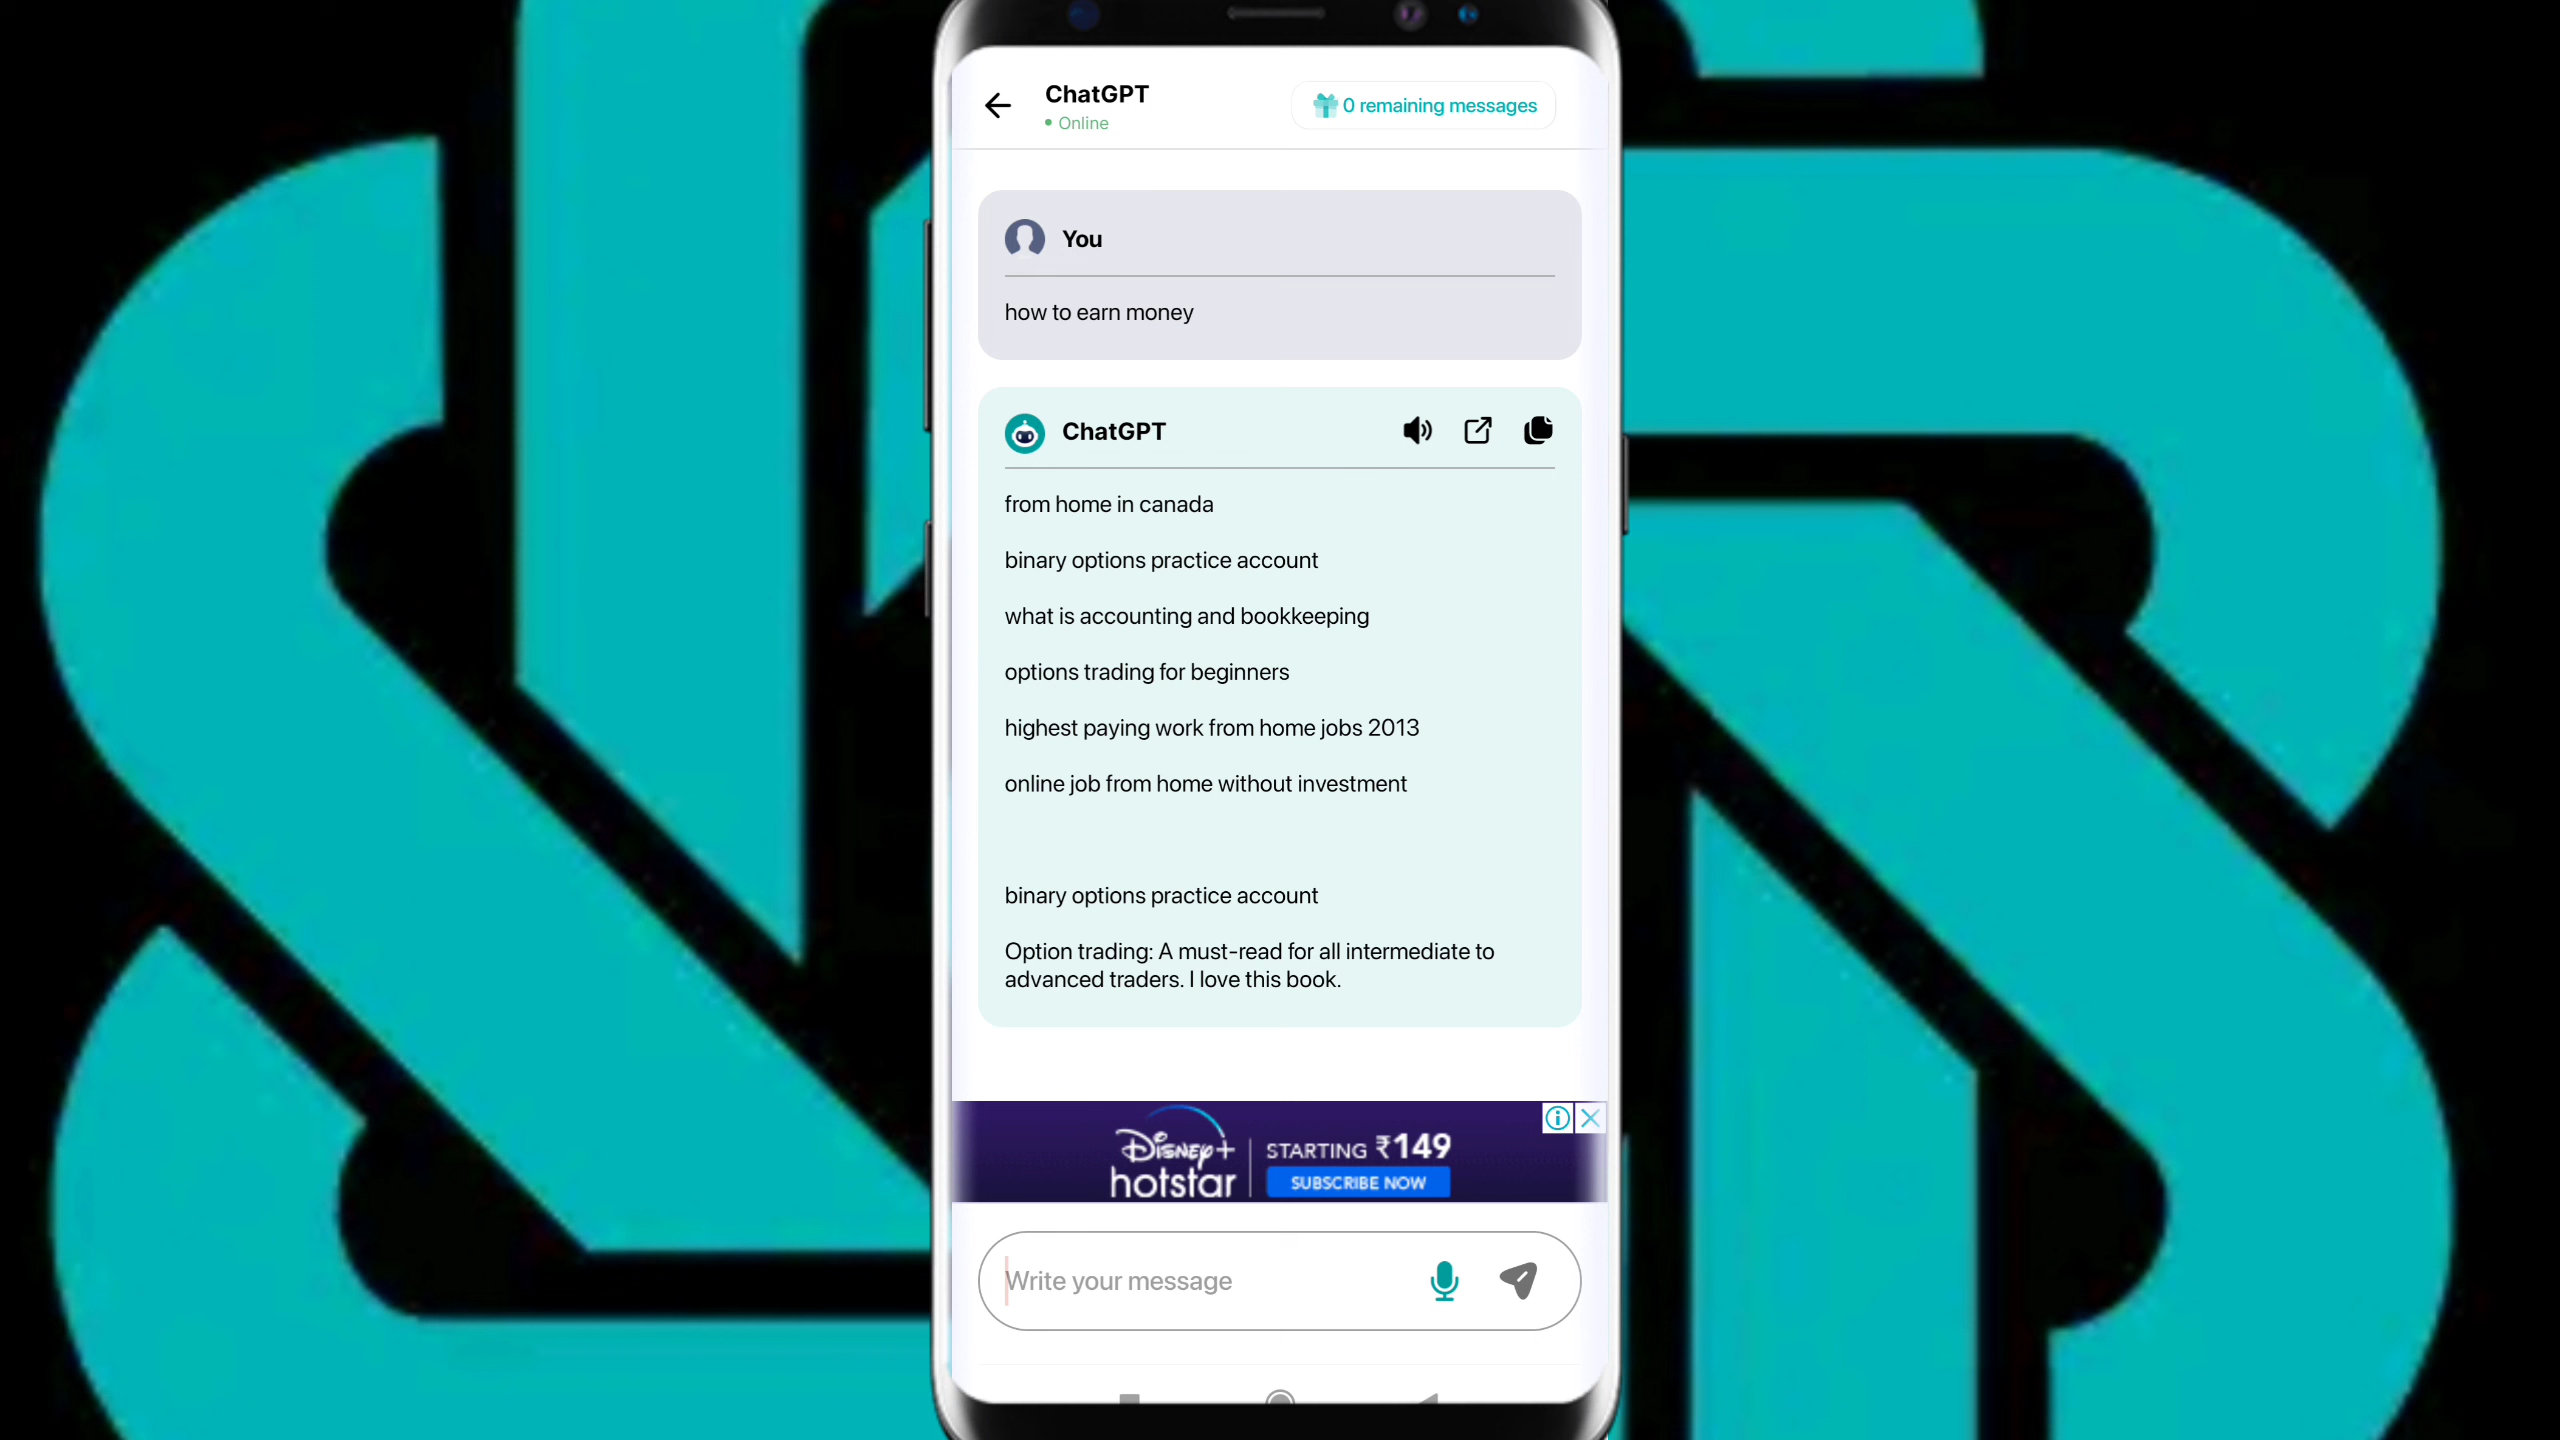 ChatGPT
Online
0 remaining messages
You
how to earn money
ChatGPT
from home in canada
binary options practice account
what is accounting and bookkeeping
options trading for beginners
highest paying work from home jobs 2013
online job from home without investment
binary options practice account
Option trading: A must-read for all intermediate to
advanced traders. I love this book.
Disney+
hotstar
STARTING ₹149
SUBSCRIBE NOW
Write your message